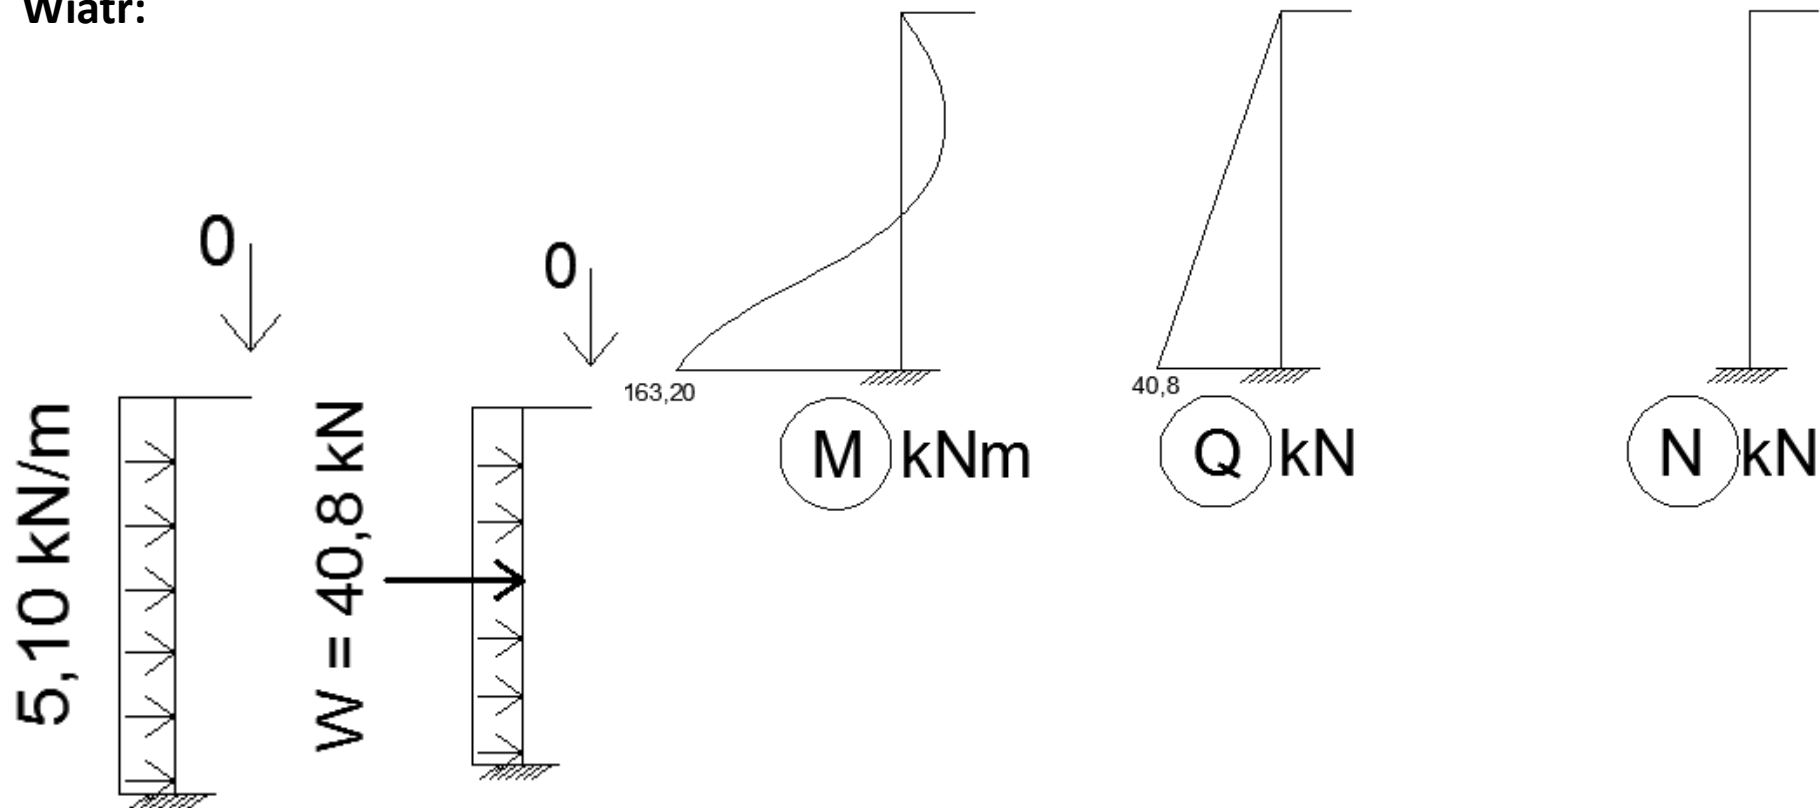 Wiatr:
0
0
5,10 kN/m
W = 40,8 kN
163,20
M kNm
40,8
Q kN
N kN